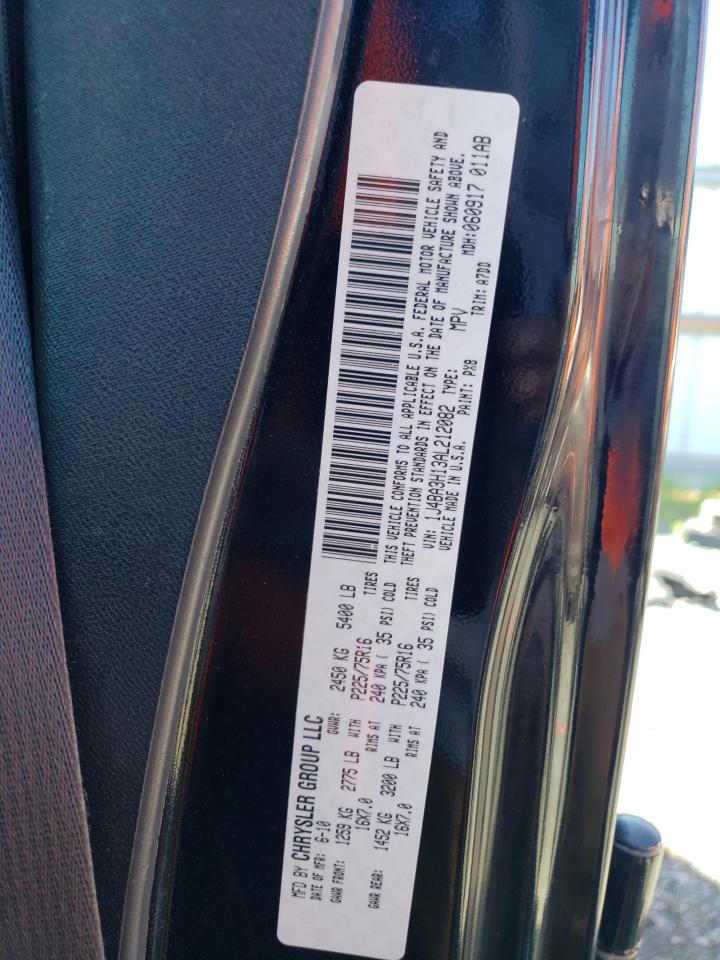 MFD BY CHRYSLER GROUP LLC
DATE OF MFR: 6-10 GVWR: 2450 KG 5400 LB
GAWR FRONT: 1259 KG 2775 LB WITH P225/75R16 TIRES
16X7.0 RIMS AT 240 KPA ( 35 PSI) COLD
GAWR REAR: 1452 KG 3200 LB WITH P225/75R16 TIRES
16X7.0 RIMS AT 240 KPA ( 35 PSI) COLD
THIS VEHICLE CONFORMS TO ALL APPLICABLE U.S.A. FEDERAL MOTOR VEHICLE SAFETY AND
THEFT PREVENTION STANDARDS IN EFFECT ON THE DATE OF MANUFACTURE SHOWN ABOVE.
VIN: 1J4BA3H13AL212082 TYPE: MPV MDH:060917 011AB
VEHICLE MADE IN U.S.A. PAINT: PX8 TRIM: A7DD